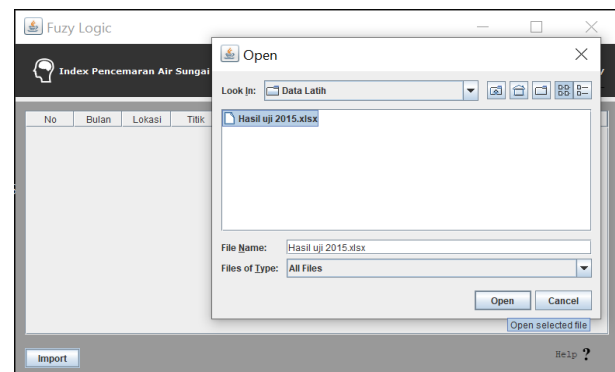 Fuzy Logic
Index Pencemaran Air Sungai
No Bulan Lokasi Titik
Open
Look In: Data Latih
Hasil uji 2015.xlsx
File Name: Hasil uji 2015.xlsx
Files of Type: All Files
Open Cancel
Open selected file
Import
Help ?